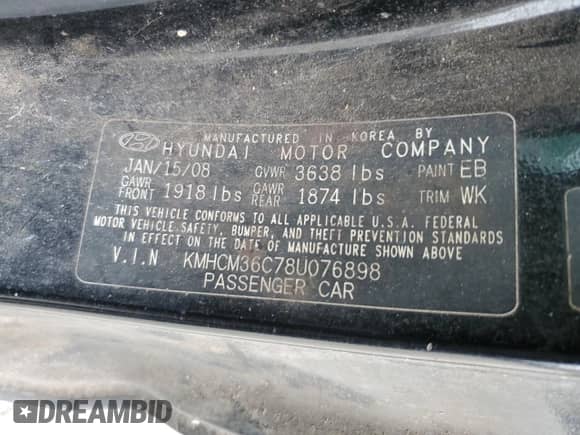 MANUFACTURED IN KOREA BY
HYUNDAI MOTOR COMPANY
JAN/15/08 GVWR 3638 lbs PAINT EB
GAWR FRONT 1918 lbs GAWR REAR 1874 lbs TRIM WK
THIS VEHICLE CONFORMS TO ALL APPLICABLE U.S.A. FEDERAL
MOTOR VEHICLE SAFETY, BUMPER, AND THEFT PREVENTION STANDARDS
IN EFFECT ON THE DATE OF MANUFACTURE SHOWN ABOVE
V.I.N KMHCM36C78U076898
PASSENGER CAR
DREAMBID